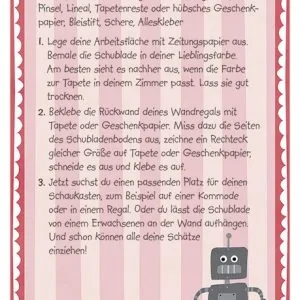 Pinsel, Lineal, Tapetenreste oder hübsches Geschenk-
papier, Bleistift, Schere, Alleskleber
1. Lege deine Arbeitsfläche mit Zeitungspapier aus.
Bemale die Schublade in deiner Lieblingsfarbe.
Am besten sieht es nachher aus, wenn die Farbe
zur Tapete in deinem Zimmer passt. Lass sie gut
trocknen.
2. Beklebe die Rückwand deines Wandregals mit
Tapete oder Geschenkpapier. Miss dazu die Seiten
des Schubladenbodens aus, zeichne ein Rechteck
gleicher Größe auf Tapete oder Geschenkpapier,
schneide es aus und klebe es auf.
3. Jetzt suchst du einen passenden Platz für deinen
Schaukasten, zum Beispiel auf einer Kommode
oder in einem Regal. Oder du lässt die Schublade
von einem Erwachsenen an der Wand aufhängen.
Und schon können alle deine Schätze
einziehen!